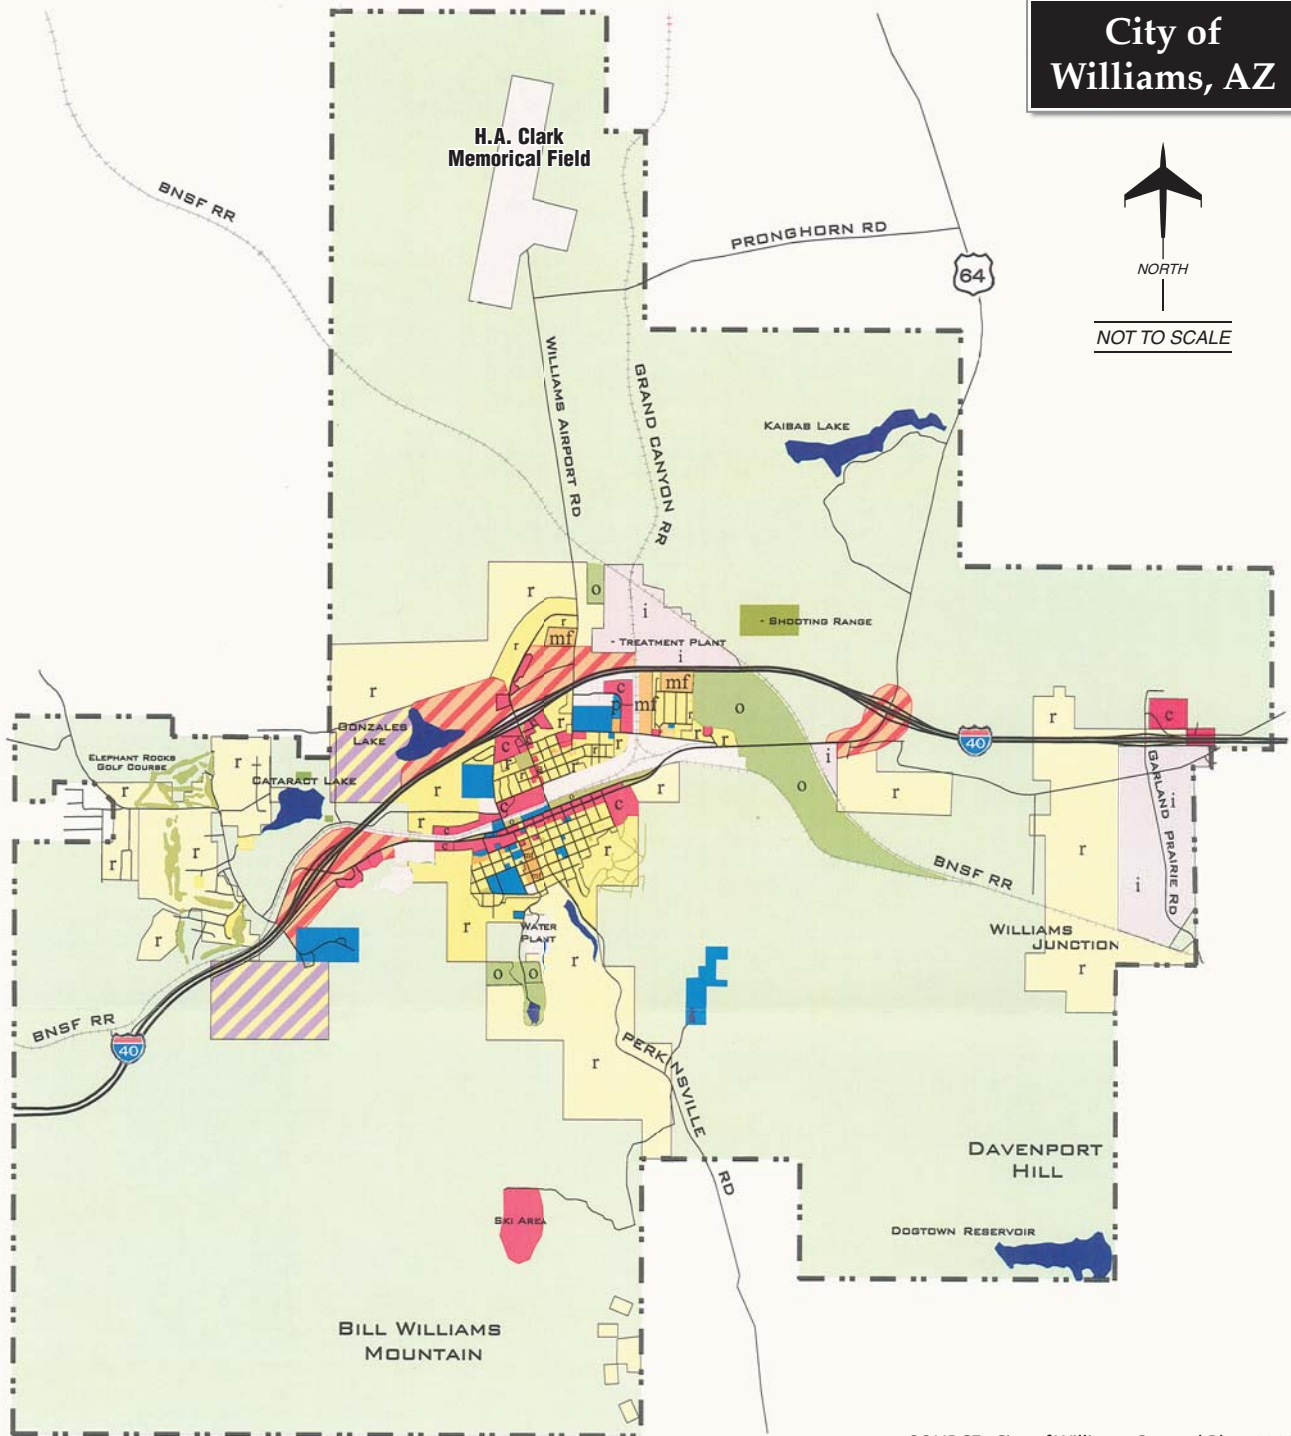 City of
Williams, AZ
H.A. Clark
Memorical Field
BNSF RR
PRONGHORN RD
64
NORTH
NOT TO SCALE
WILLIAMS AIRPORT RD
GRAND CANYON RR
KAIBAB LAKE
r
o
i
r
- SHOOTING RANGE
r
mf
- TREATMENT PLANT
i
r
c
mf
p
mf
o
r
c
GONZALES
LAKE
r
r
40
c
ELEPHANT ROCKS
GOLF COURSE
r
CATARACT LAKE
r
r
r
i
o
r
r
c
c
r
GARLAND PRAIRIE RD
i
r
r
c
r
r
BNSF RR
i
r
r
WATER
PLANT
r
WILLIAMS
JUNCTION
o
o
r
BNSF RR
40
PERKINSVILLE RD
r
DAVENPORT
HILL
SKI AREA
DOGTOWN RESERVOIR
BILL WILLIAMS
MOUNTAIN